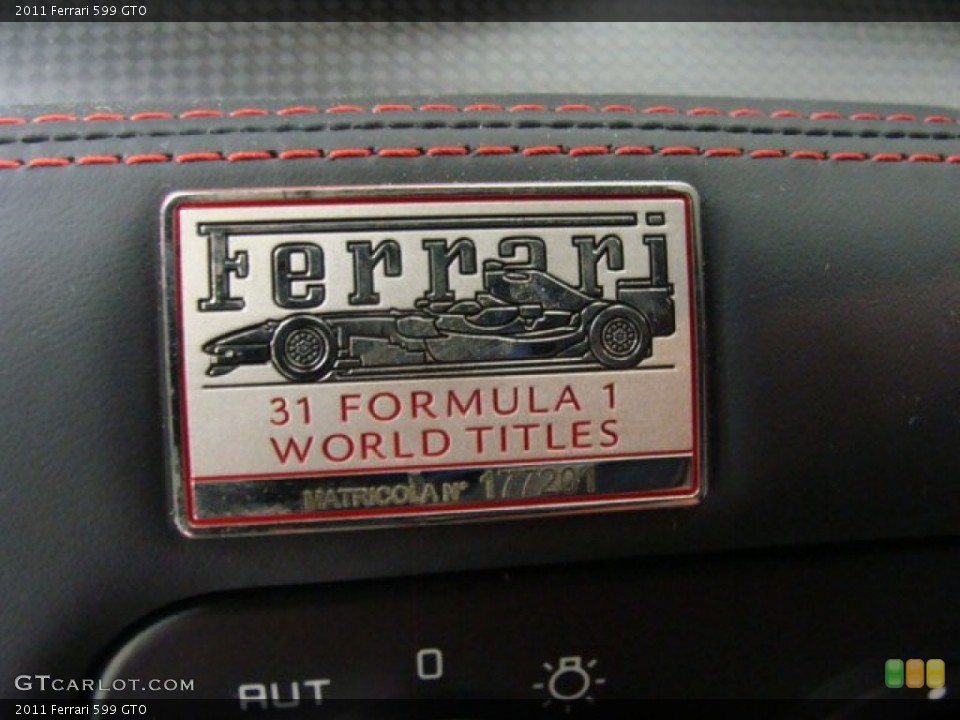 2011 Ferrari 599 GTO
Ferrari
31 FORMULA 1
WORLD TITLES
MATRICOLA N° 177201
0
AUT
GTCARLOT.COM
2011 Ferrari 599 GTO